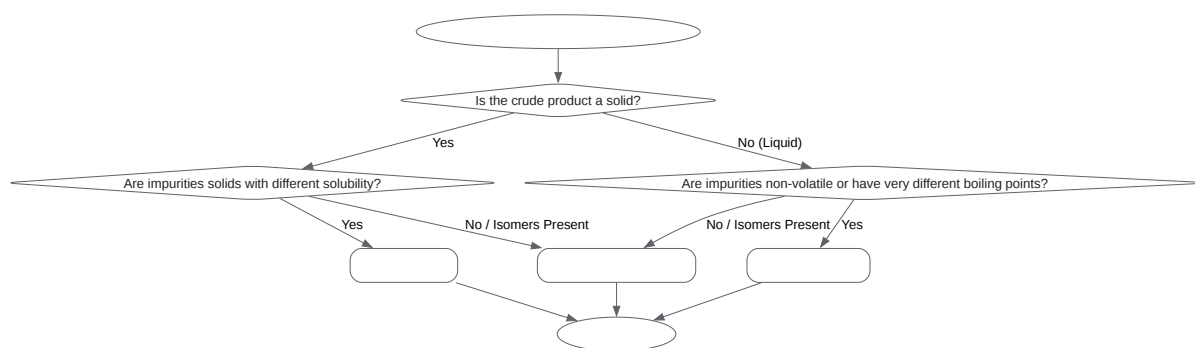 Is the crude product a solid?
Yes
No (Liquid)
Are impurities solids with different solubility?
Are impurities non-volatile or have very different boiling points?
Yes
No / Isomers Present
No / Isomers Present
Yes